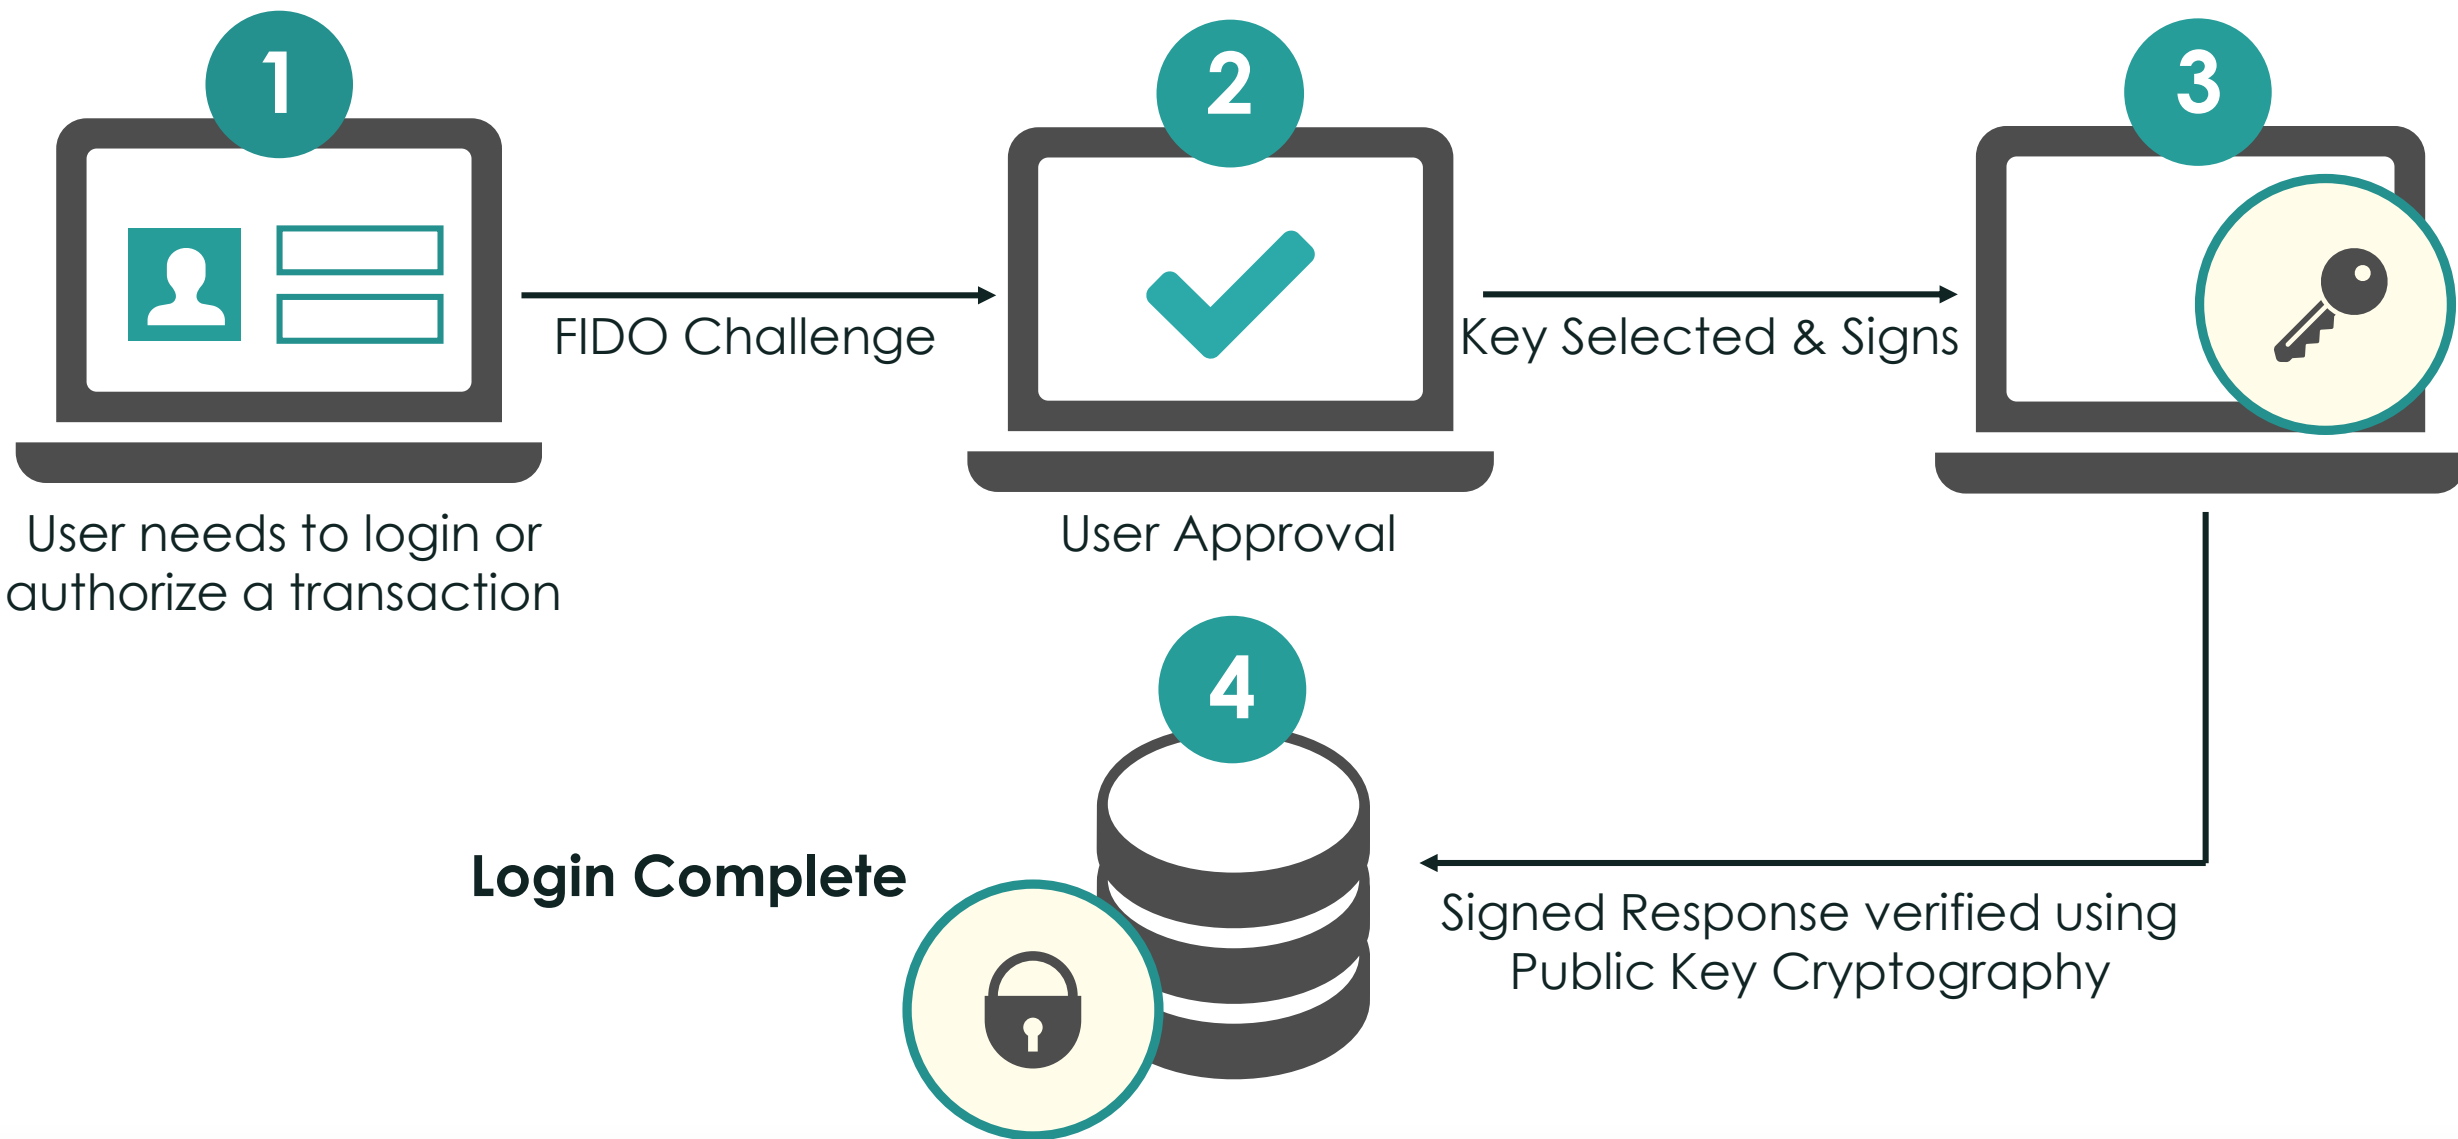 1
2
3
FIDO Challenge
Key Selected & Signs
User needs to login or
authorize a transaction
User Approval
4
Login Complete
Signed Response verified using
Public Key Cryptography